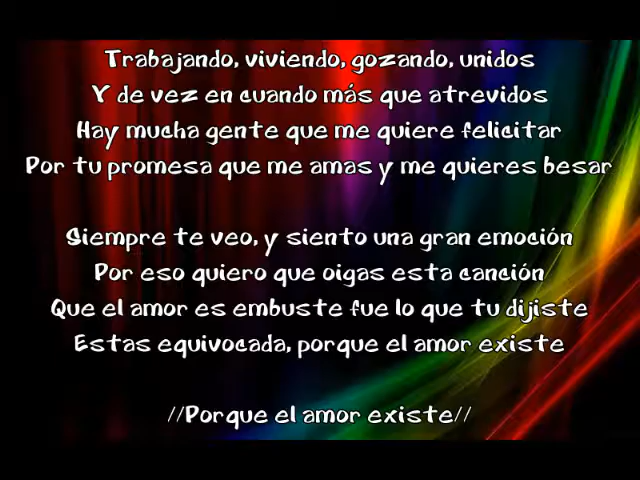 Trabajando, viviendo, gozando, unidos
Y de vez en cuando más que atrevidos
Hay mucha gente que me quiere felicitar
Por tu promesa que me amas y me quieres besar
Siempre te veo, y siento una gran emoción
Por eso quiero que oigas esta canción
Que el amor es embuste fue lo que tu dijiste
Estas equivocada, porque el amor existe
//Porque el amor existe//